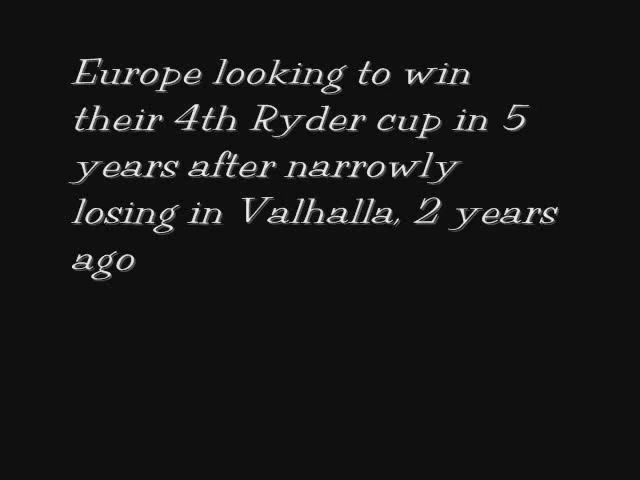 Europe looking to win
their 4th Ryder cup in 5
years after narrowly
losing in Valhalla, 2 years
ago